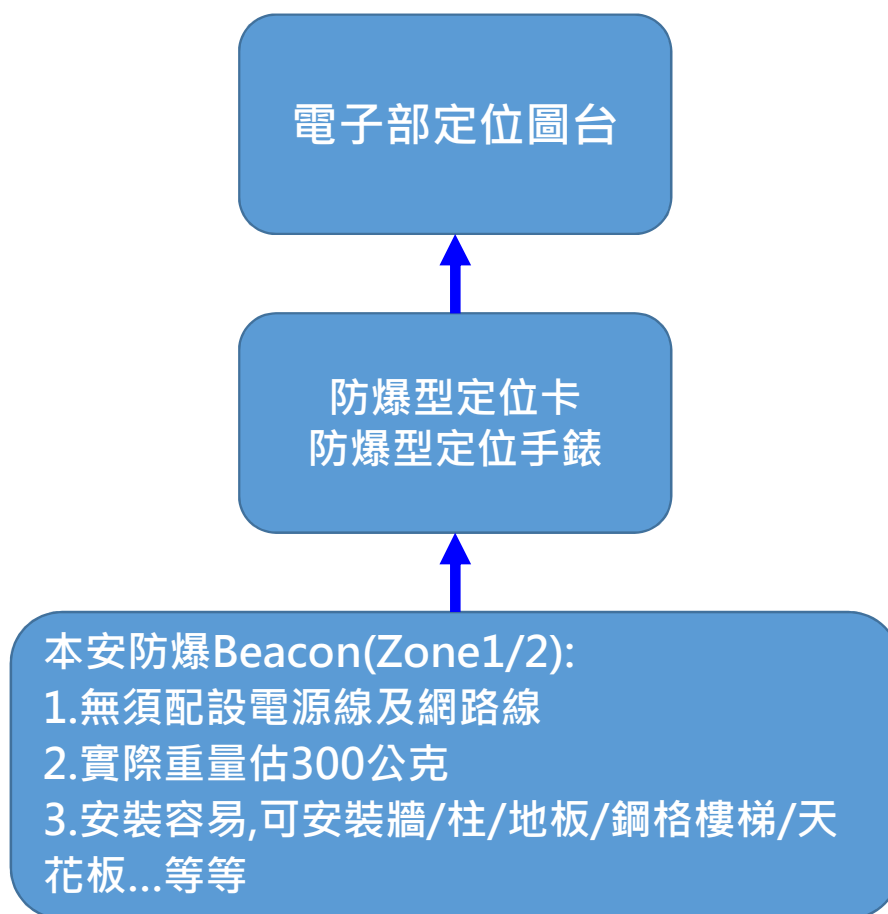 電子部定位圖台
防爆型定位卡
防爆型定位手錶
本安防爆Beacon(Zone1/2):
1.無須配設電源線及網路線
2.實際重量估300公克
3.安裝容易,可安裝牆/柱/地板/鋼格樓梯/天
花板...等等